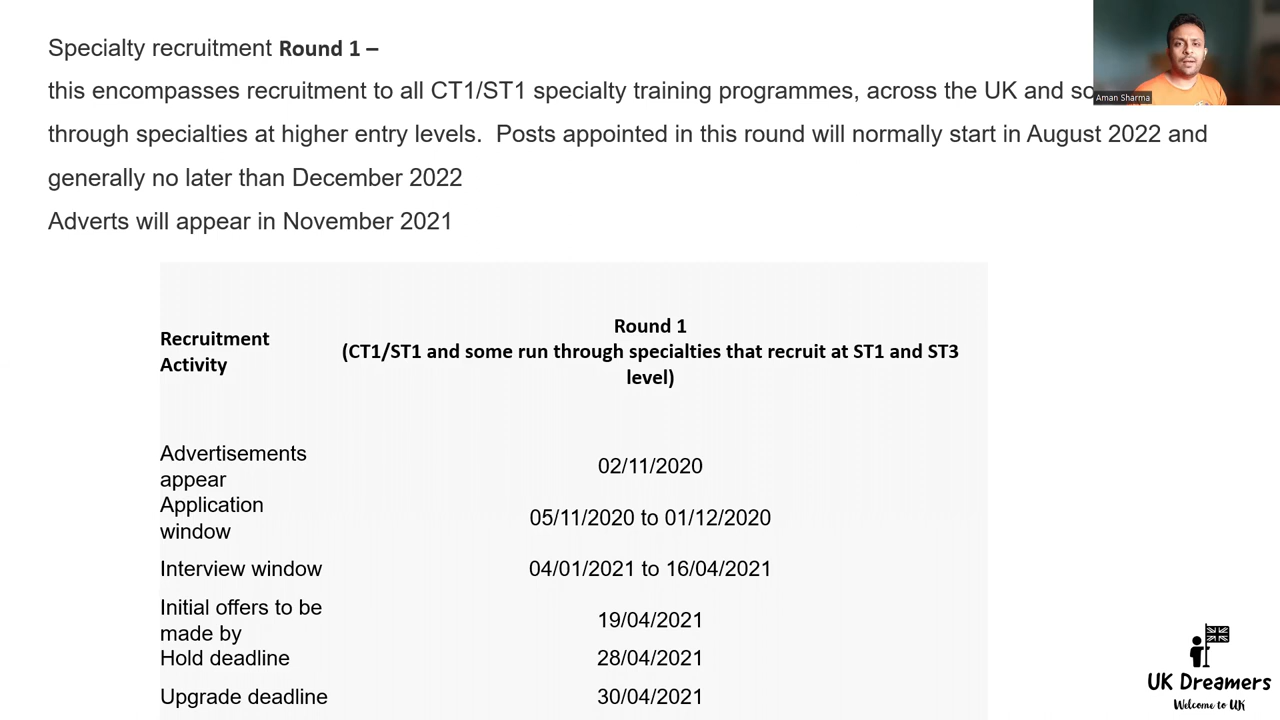 Specialty recruitment Round 1 –
this encompasses recruitment to all CT1/ST1 specialty training programmes, across the UK and so
through specialties at higher entry levels.  Posts appointed in this round will normally start in August 2022 and
generally no later than December 2022
Adverts will appear in November 2021
Aman Sharma
Recruitment
Activity
Round 1
(CT1/ST1 and some run through specialties that recruit at ST1 and ST3
level)
Advertisements
appear
02/11/2020
Application
window
05/11/2020 to 01/12/2020
Interview window
04/01/2021 to 16/04/2021
Initial offers to be
made by
19/04/2021
Hold deadline
28/04/2021
Upgrade deadline
30/04/2021
UK Dreamers
Welcome to UK